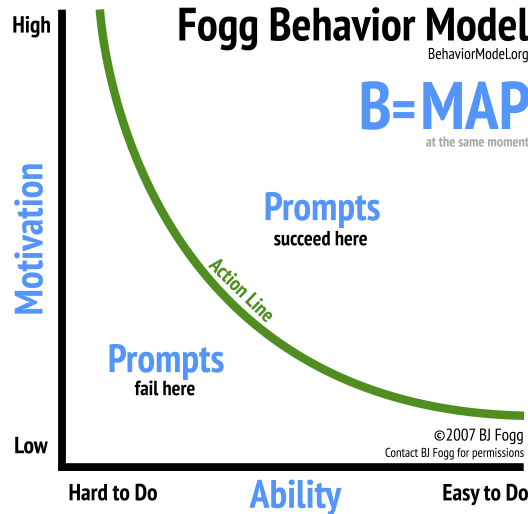 High
Fogg Behavior Model
BehaviorModel.org
B=MAP
at the same moment
Motivation
Prompts
succeed here
Action Line
Prompts
fail here
©2007 BJ Fogg
Contact BJ Fogg for permissions
Low
Hard to Do
Ability
Easy to Do